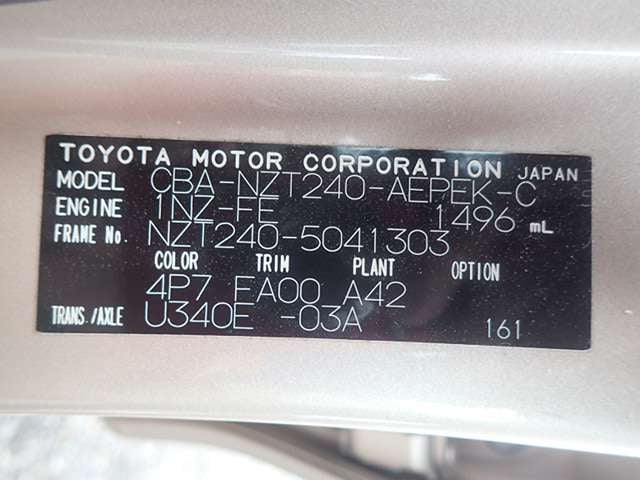 TOYOTA MOTOR CORPORATION JAPAN
MODEL CBA-NZT240-AEPEK-C
ENGINE 1NZ-FE 1496 mL
FRAME No. NZT240-5041303
COLOR TRIM PLANT OPTION
4P7 FA00 A42
TRANS./AXLE U340E -03A 161